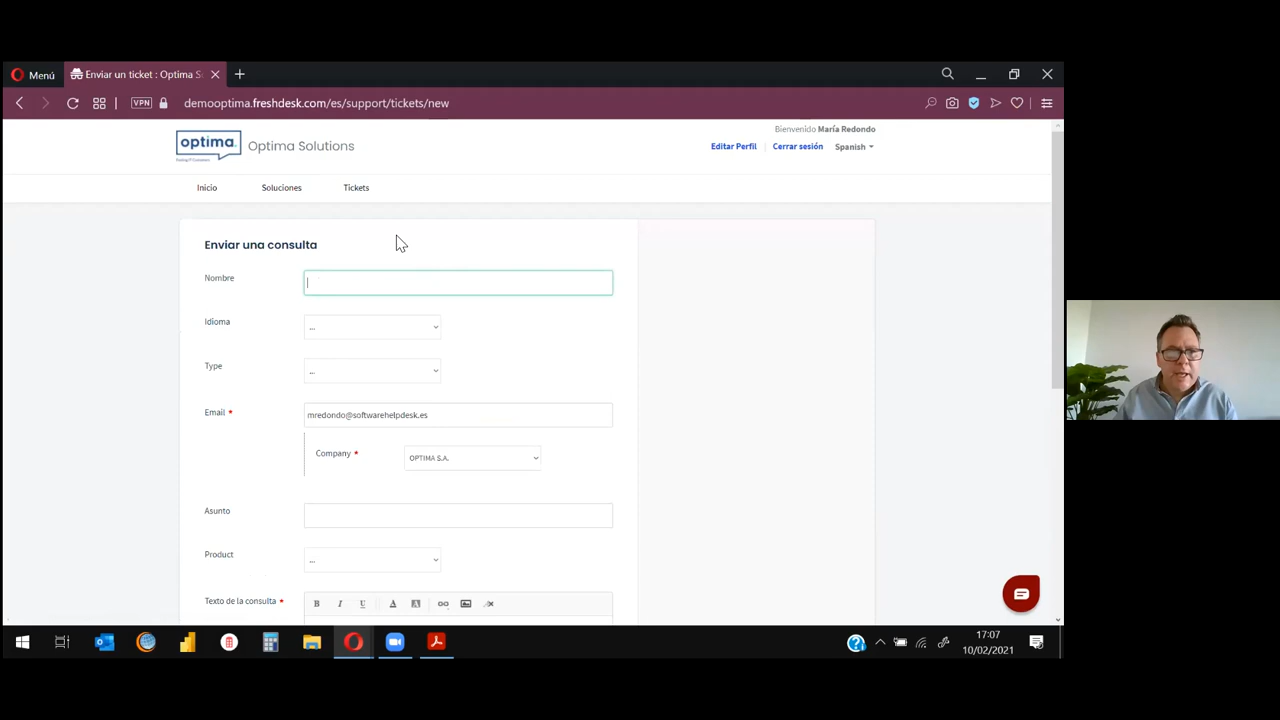 Menú
Enviar un ticket : Optima S
VPN
demooptima.freshdesk.com/es/support/tickets/new
optima.
Optima Solutions
Bienvenido María Redondo
Editar Perfil
Cerrar sesión
Spanish
Inicio
Soluciones
Tickets
Enviar una consulta
Nombre
Idioma
...
Type
...
Email *
mredondo@softwarehelpdesk.es
Company *
OPTIMA S.A.
Asunto
Product
...
Texto de la consulta *
B I U A A
17:07
10/02/2021